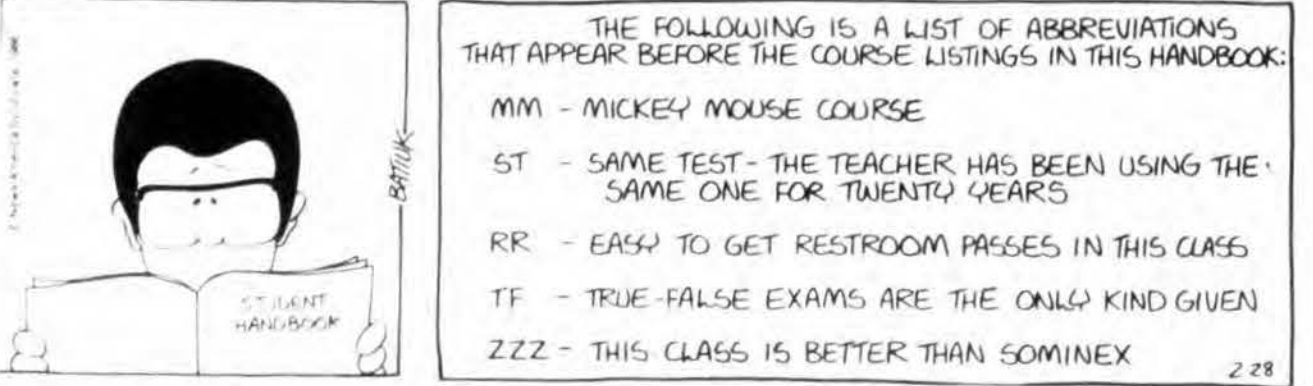 STUDENT
HANDBOOK
BATIUK
THE FOLLOWING IS A LIST OF ABBREVIATIONS
THAT APPEAR BEFORE THE COURSE LISTINGS IN THIS HANDBOOK:
MM - MICKEY MOUSE COURSE
ST - SAME TEST - THE TEACHER HAS BEEN USING THE
SAME ONE FOR TWENTY YEARS
RR - EASY TO GET RESTROOM PASSES IN THIS CLASS
TF - TRUE-FALSE EXAMS ARE THE ONLY KIND GIVEN
ZZZ - THIS CLASS IS BETTER THAN SOMINEX
2 28